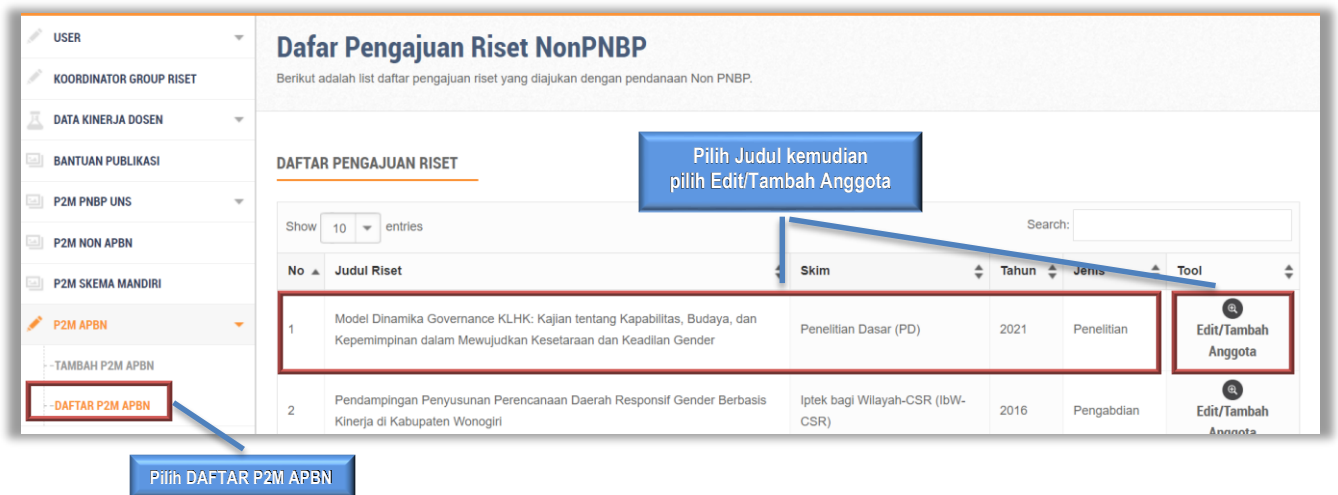 USER
KOORDINATOR GROUP RISET
DATA KINERJA DOSEN
BANTUAN PUBLIKASI
P2M PNBP UNS
P2M NON APBN
P2M SKEMA MANDIRI
P2M APBN
--TAMBAH P2M APBN
--DAFTAR P2M APBN
Pilih DAFTAR P2M APBN
Dafar Pengajuan Riset NonPNBP
Berikut adalah list daftar pengajuan riset yang diajukan dengan pendanaan Non PNBP.
DAFTAR PENGAJUAN RISET
Pilih Judul kemudian
pilih Edit/Tambah Anggota
Show 10 entries Search:
No Judul Riset Skim Tahun Jenis Tool
1 Model Dinamika Governance KLHK: Kajian tentang Kapabilitas, Budaya, dan
Kepemimpinan dalam Mewujudkan Kesetaraan dan Keadilan Gender
Penelitian Dasar (PD) 2021 Penelitian
Edit/Tambah
Anggota
2 Pendampingan Penyusunan Perencanaan Daerah Responsif Gender Berbasis
Kinerja di Kabupaten Wonogiri
Iptek bagi Wilayah-CSR (IbW-
CSR)
2016 Pengabdian
Edit/Tambah
Anggota